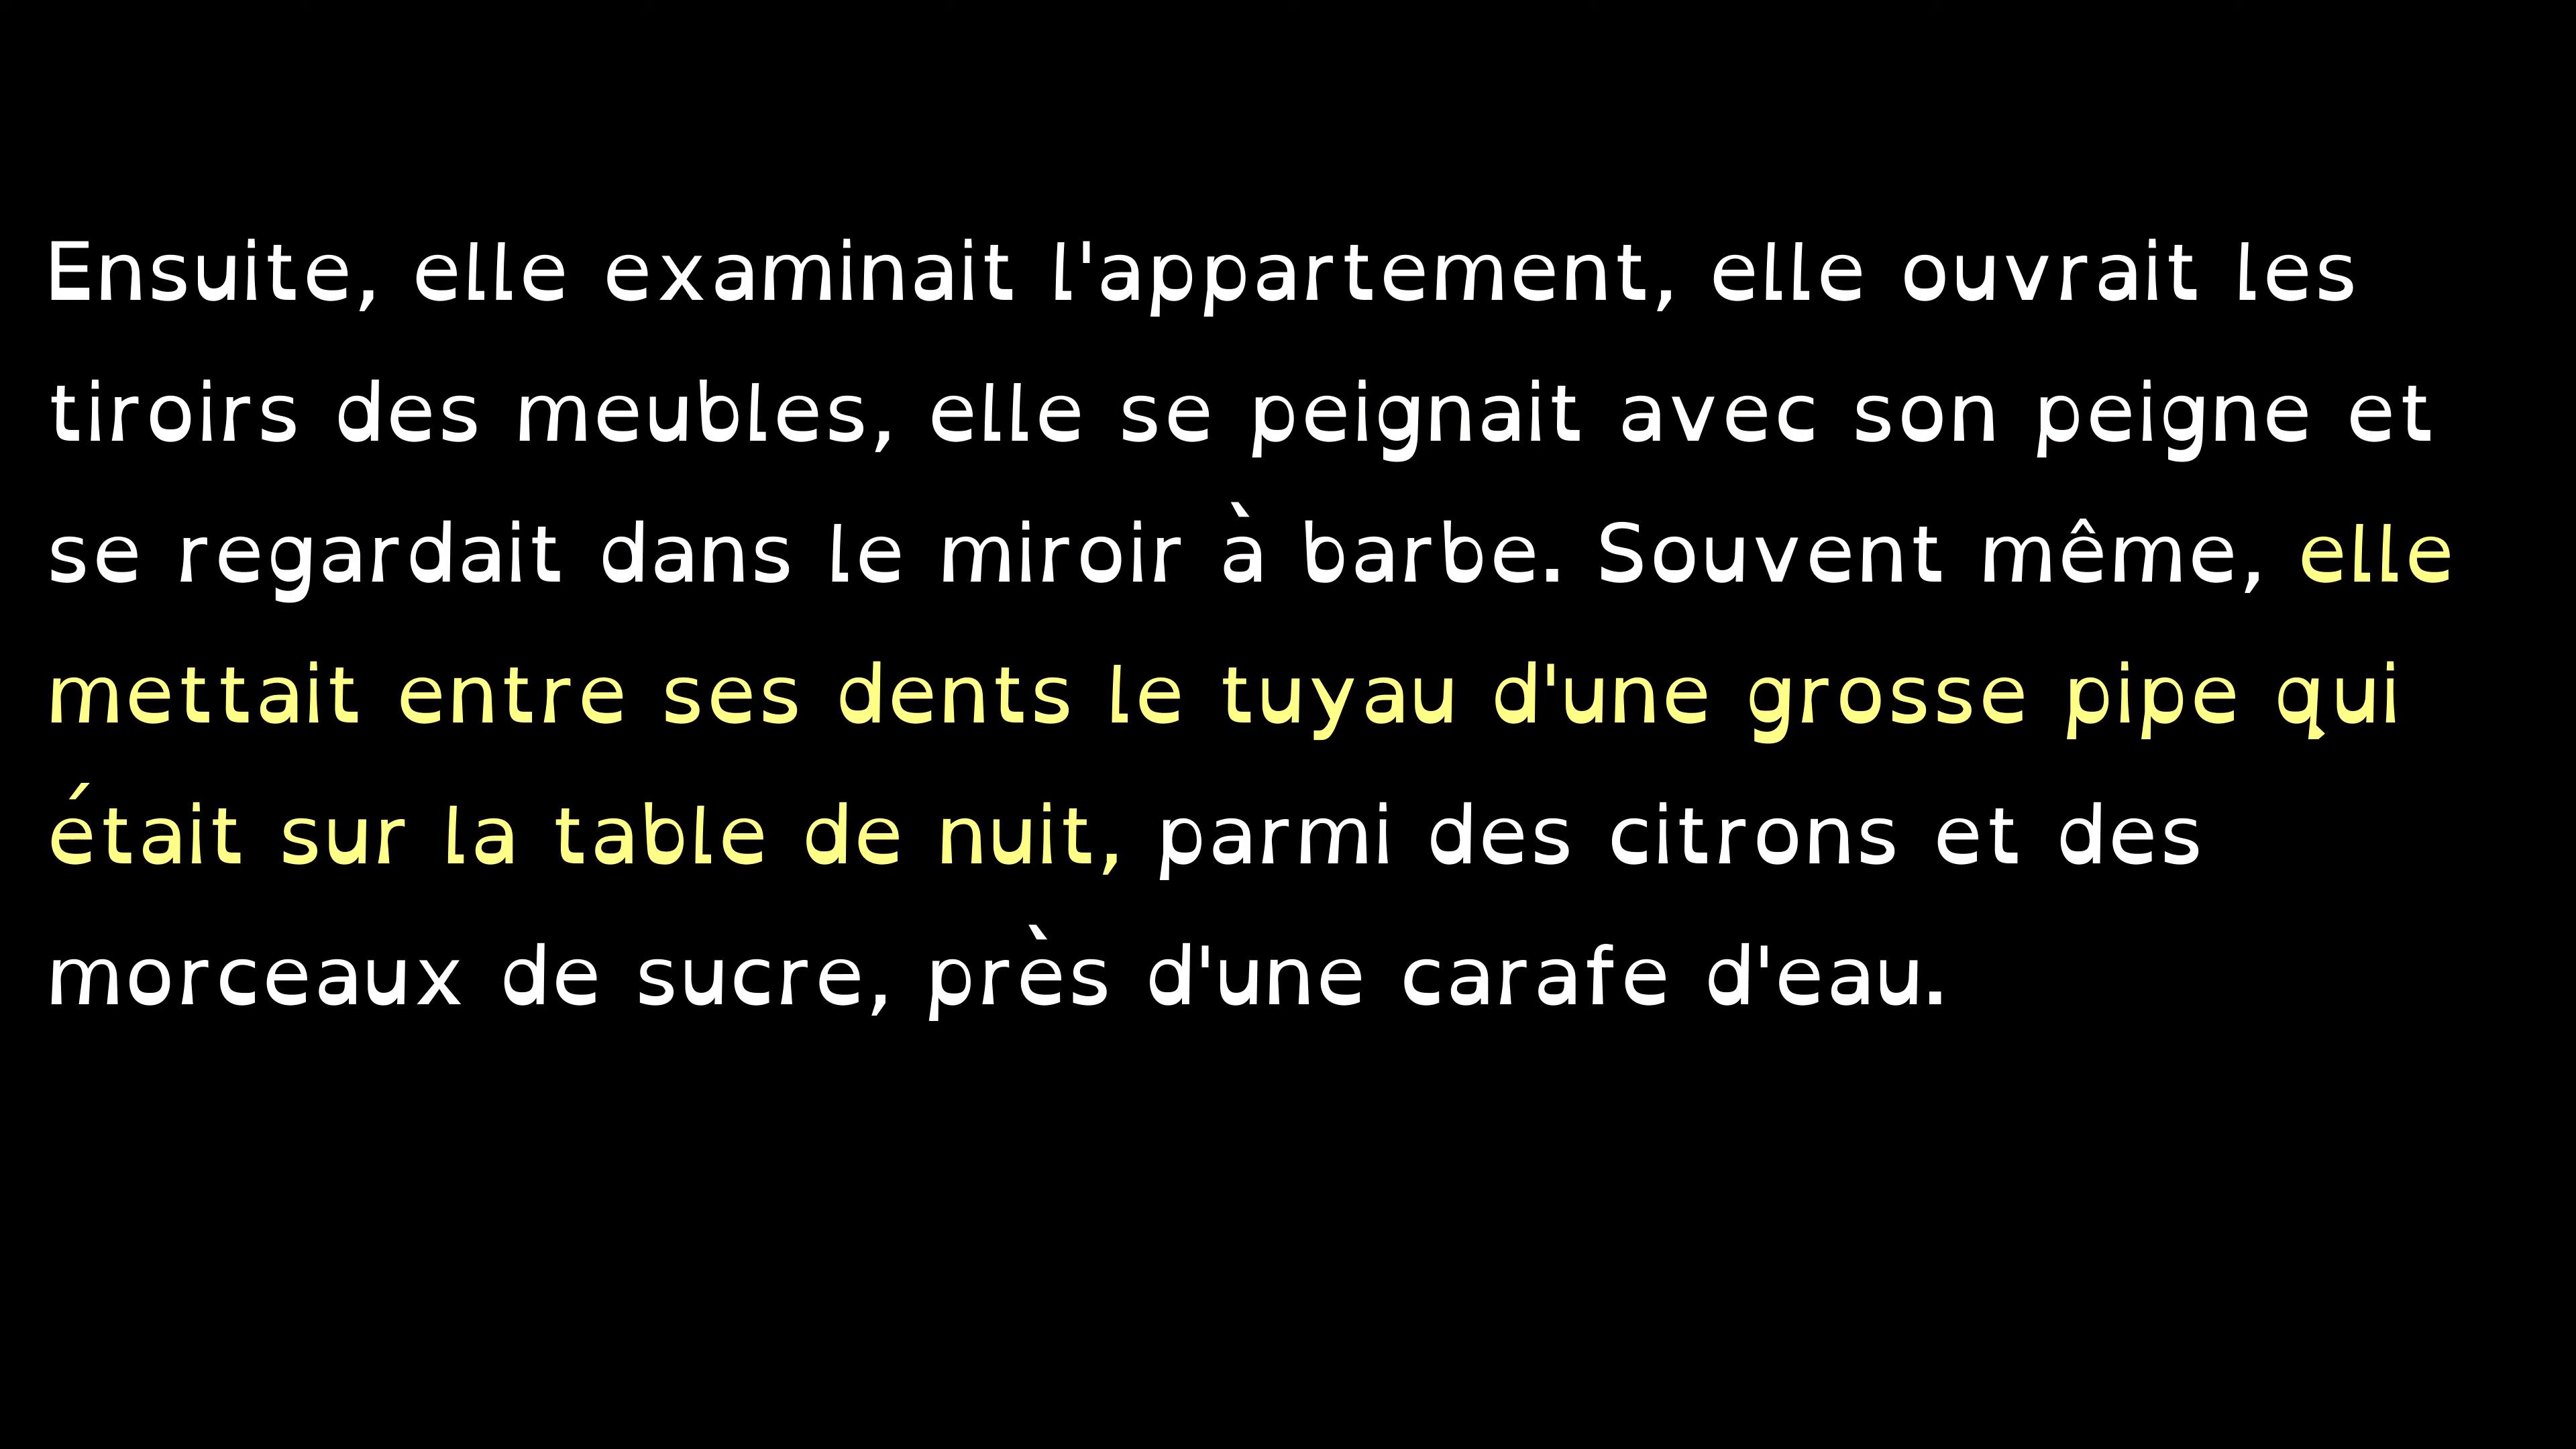 Ensuite, elle examinait l'appartement, elle ouvrait les
tiroirs des meubles, elle se peignait avec son peigne et
se regardait dans le miroir à barbe. Souvent même, elle
mettait entre ses dents le tuyau d'une grosse pipe qui
était sur la table de nuit, parmi des citrons et des
morceaux de sucre, près d'une carafe d'eau.